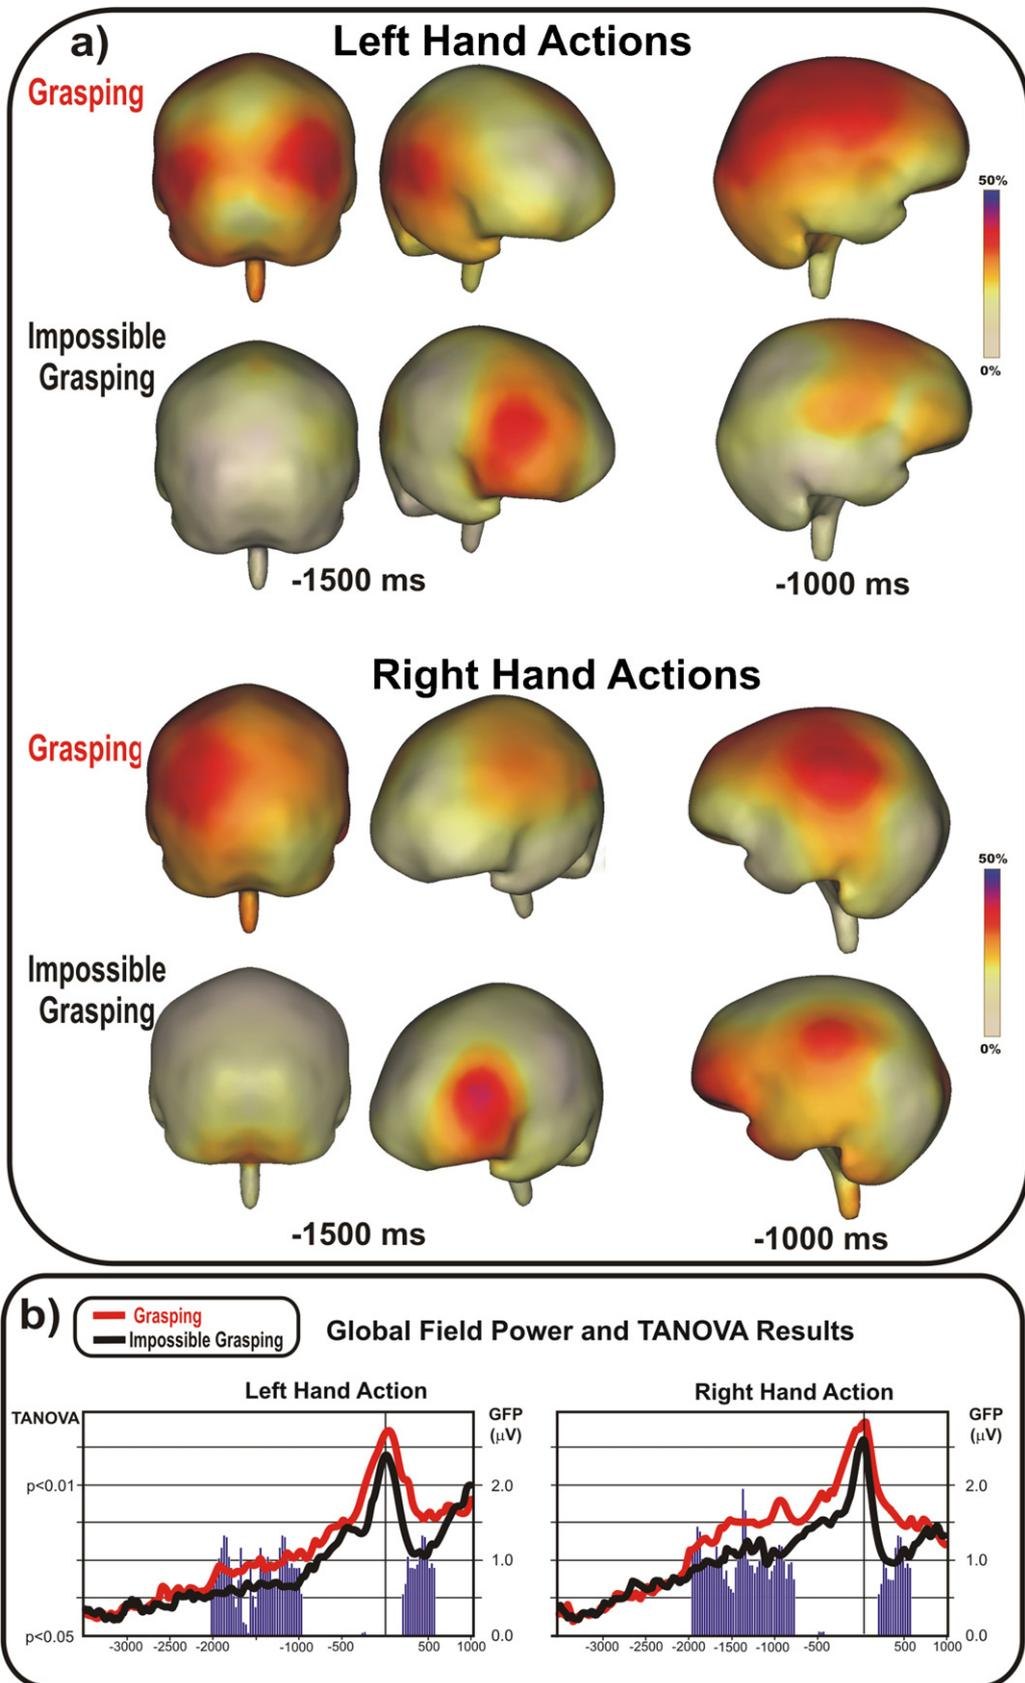 a)
Left Hand Actions
Grasping
50%
0%
Impossible
Grasping
-1500 ms
-1000 ms
Right Hand Actions
Grasping
50%
0%
Impossible
Grasping
-1500 ms
-1000 ms
b)
Grasping
Impossible Grasping
Global Field Power and TANOVA Results
Left Hand Action
TANOVA
GFP
(μV)
p<0.01
2.0
1.0
p<0.05
0.0
-3000 -2500 -2000 -1000 -500 500 1000
Right Hand Action
GFP
(μV)
2.0
1.0
0.0
-3000 -2500 -2000 -1500 -1000 -500 500 1000